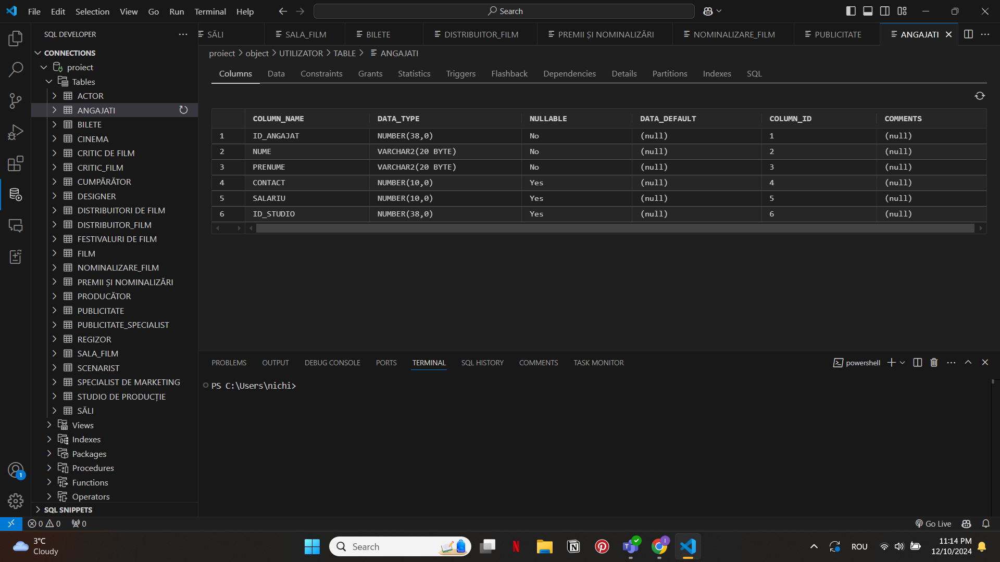 File Edit Selection View Go Run Terminal Help Search
SQL DEVELOPER
SĂLI SALA_FILM BILETE DISTRIBUITOR_FILM PREMII ȘI NOMINALIZĂRI NOMINALIZARE_FILM PUBLICITATE ANGAJATI
CONNECTIONS
proiect
Tables
ACTOR
ANGAJATI
BILETE
CINEMA
CRITIC DE FILM
CRITIC_FILM
CUMPĂRĂTOR
DESIGNER
DISTRIBUITORI DE FILM
DISTRIBUITOR_FILM
FESTIVALURI DE FILM
FILM
NOMINALIZARE_FILM
PREMII ȘI NOMINALIZĂRI
PRODUCĂTOR
PUBLICITATE
PUBLICITATE_SPECIALIST
REGIZOR
SALA_FILM
SCENARIST
SPECIALIST DE MARKETING
STUDIO DE PRODUCȚIE
SĂLI
Views
Indexes
Packages
Procedures
Functions
Operators
SQL SNIPPETS
proiect object UTILIZATOR TABLE ANGAJATI
Columns Data Constraints Grants Statistics Triggers Flashback Dependencies Details Partitions Indexes SQL
COLUMN_NAME DATA_TYPE NULLABLE DATA_DEFAULT COLUMN_ID COMMENTS
1 ID_ANGAJAT NUMBER(38,0) No (null) 1 (null)
2 NUME VARCHAR2(20 BYTE) No (null) 2 (null)
3 PRENUME VARCHAR2(20 BYTE) No (null) 3 (null)
4 CONTACT NUMBER(10,0) Yes (null) 4 (null)
5 SALARIU NUMBER(10,0) Yes (null) 5 (null)
6 ID_STUDIO NUMBER(38,0) Yes (null) 6 (null)
PROBLEMS OUTPUT DEBUG CONSOLE PORTS TERMINAL SQL HISTORY COMMENTS TASK MONITOR powershell
PS C:\Users\nichi>
1
0 0 0 Go Live
3°C
Cloudy
Search
T
I
ROU
11:14 PM
12/10/2024